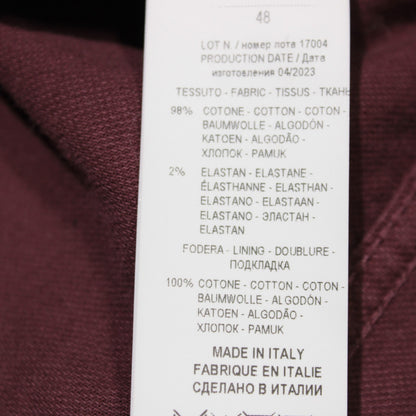 48
LOT N / номер лота 17004
PRODUCTION DATE / Дата
изготовления 04/2023
TESSUTO - FABRIC - TISSUS - ТКАНЬ
98% COTONE - COTTON - COTON -
BAUMWOLLE - ALGODÓN -
KATOEN - ALGODÃO -
ХЛОПОК - PAMUK
2% ELASTAN - ELASTANE -
ÉLASTHANNE - ELASTHAN -
ELASTANO - ELASTAAN -
ELASTANO - ЭЛАСТАН -
ELASTAN
FODERA - LINING - DOUBLURE -
ПОДКЛАДКА
100% COTONE - COTTON - COTON -
BAUMWOLLE - ALGODÓN -
KATOEN - ALGODÃO -
ХЛОПОК - PAMUK
MADE IN ITALY
FABRIQUE EN ITALIE
СДЕЛАНО В ИТАЛИИ